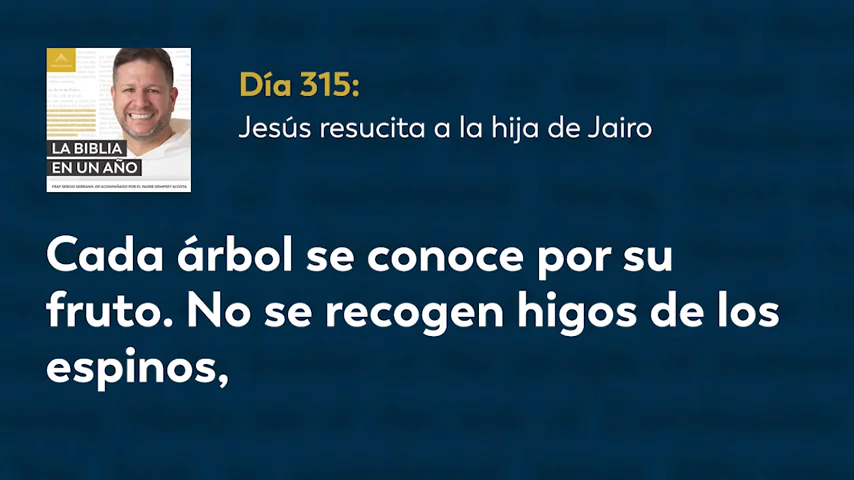 Día 315:
Jesús resucita a la hija de Jairo
LA BIBLIA
EN UN AÑO
Cada árbol se conoce por su
fruto. No se recogen higos de los
espinos,